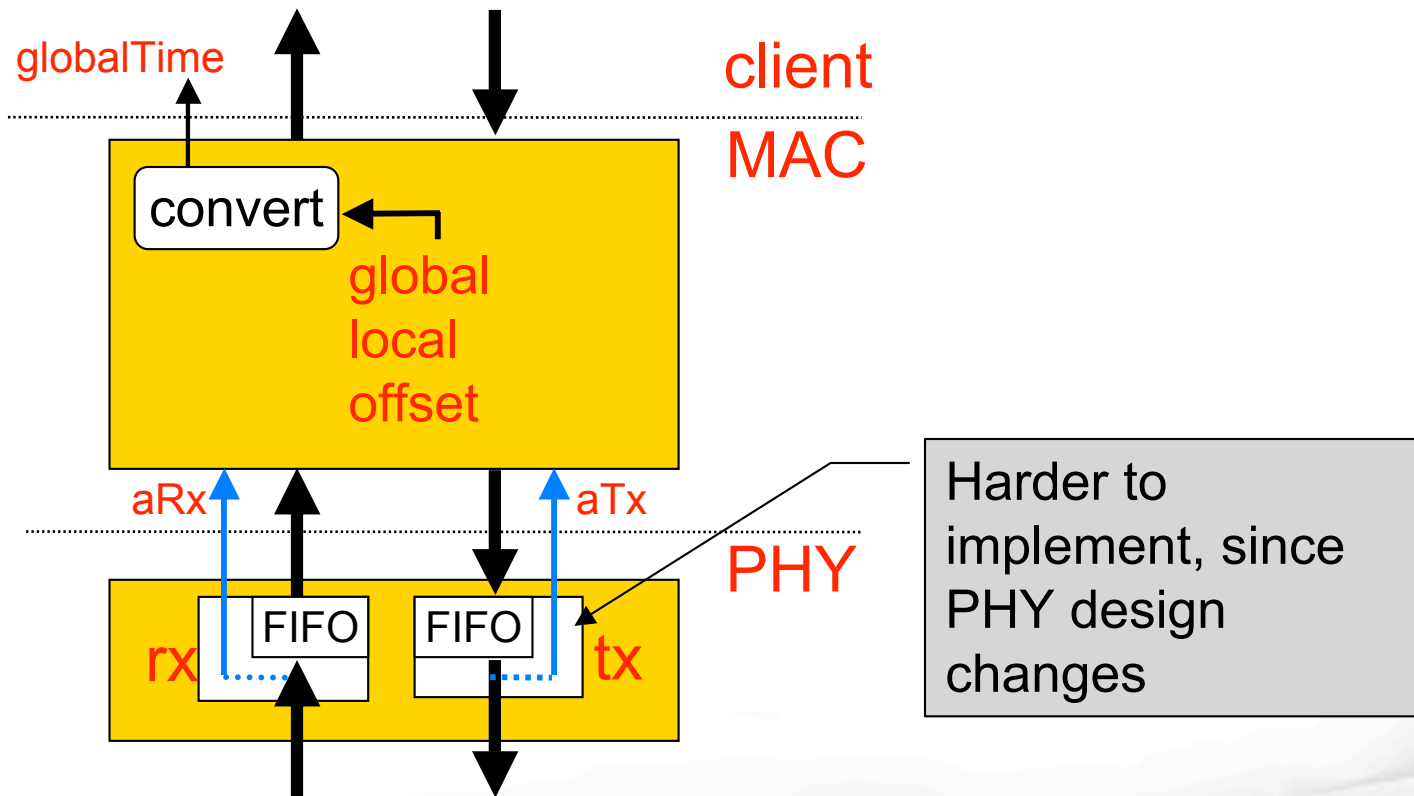 globalTime
client
MAC
convert
global
local
offset
aRx
aTx
PHY
FIFO
FIFO
rx
tx
Harder to
implement, since
PHY design
changes